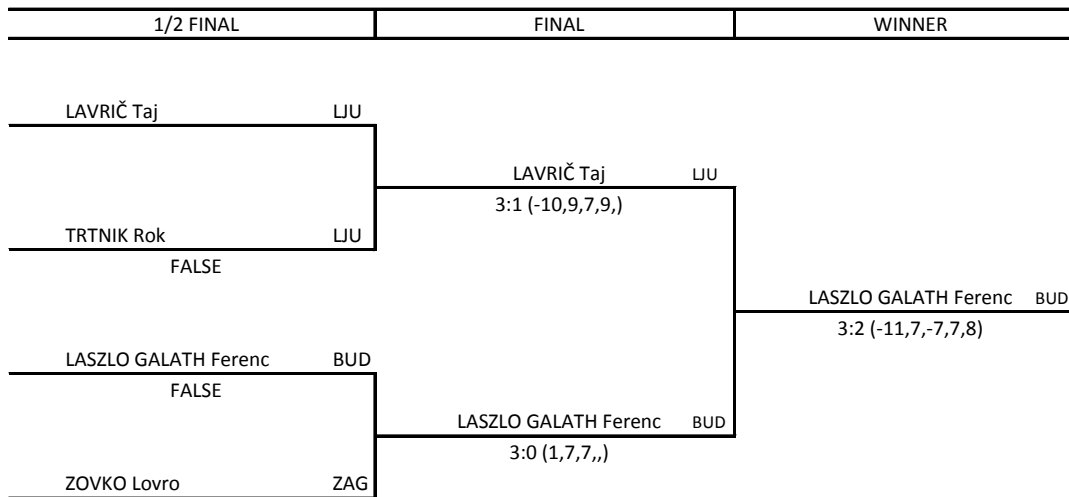 1/2 FINAL FINAL WINNER
LAVRIČ Taj LJU
LAVRIČ Taj LJU
3:1 (-10,9,7,9,)
TRTNIK Rok LJU
FALSE
LASZLO GALATH Ferenc BUD
3:2 (-11,7,-7,7,8)
LASZLO GALATH Ferenc BUD
FALSE
LASZLO GALATH Ferenc BUD
3:0 (1,7,7,,)
ZOVKO Lovro ZAG